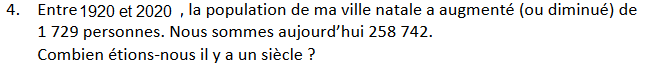 4. Entre 1920 et 2020 , la population de ma ville natale a augmenté (ou diminué) de
1 729 personnes. Nous sommes aujourd’hui 258 742.
Combien étions-nous il y a un siècle ?